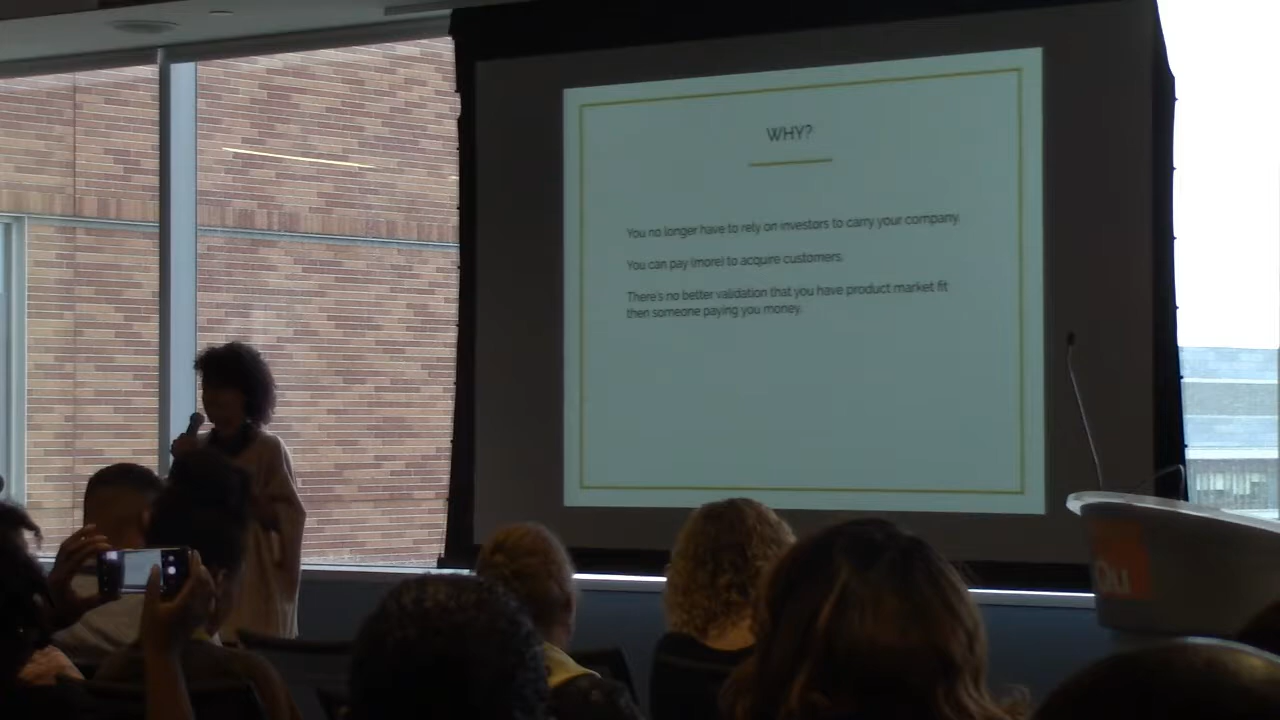 WHY?
You no longer have to rely on investors to carry your company.
You can pay (more) to acquire customers.
There's no better validation that you have product market fit
then someone paying you money.